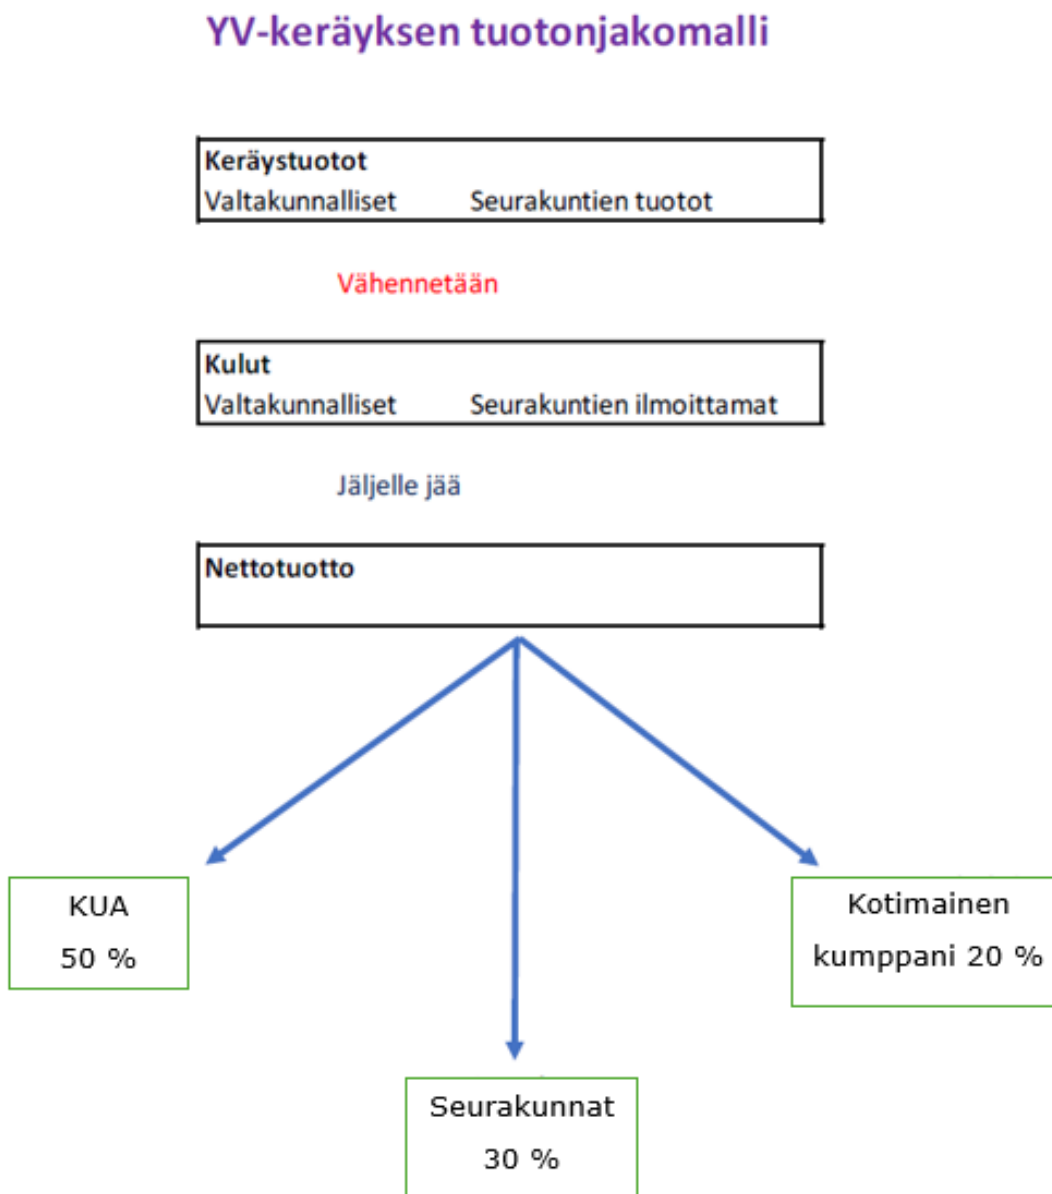 YV-keräyksen tuotonjakomalli
Keräystuotot
Valtakunnalliset Seurakuntien tuotot
Vähennetään
Kulut
Valtakunnalliset Seurakuntien ilmoittamat
Jäljelle jää
Nettotuotto
KUA
50 %
Kotimainen
kumppani 20 %
Seurakunnat
30 %